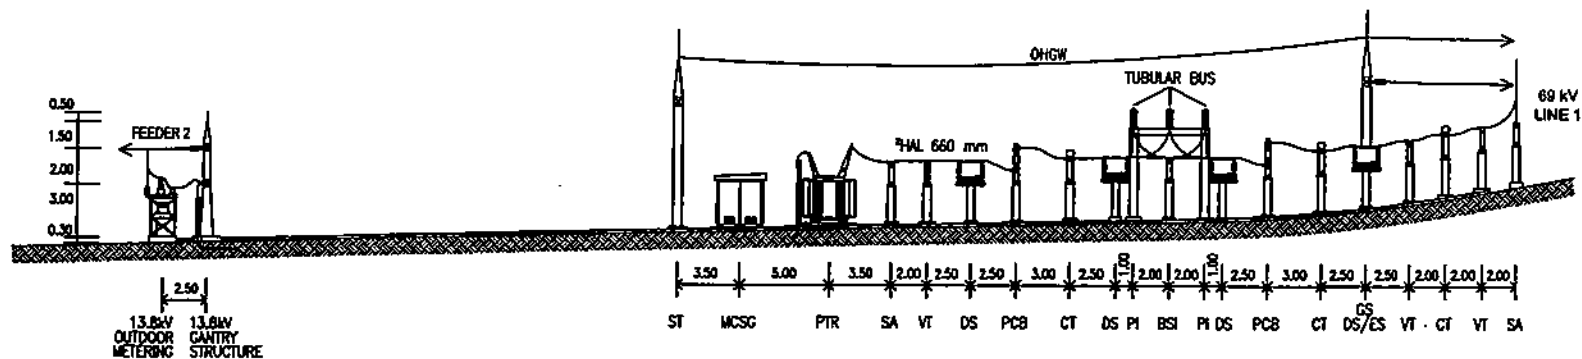 OHGW
TUBULAR BUS
69 kV
LINE 1
0.50
1.50
FEEDER 2
2.00
3.00
0.30
²HAL 660 mm
3.50 5.00 3.50 2.00 2.50 2.50 3.00 2.50 1.00 2.00 2.00 1.00 2.50 3.00 2.50 2.50 2.00 2.00 2.00
2.50
ST MCSG PTR SA VT DS PCB CT DS PI BSI PI DS PCB CT GS DS/ES VT CT VT SA
13.8kV OUTDOOR METERING
13.8kV GANTRY STRUCTURE